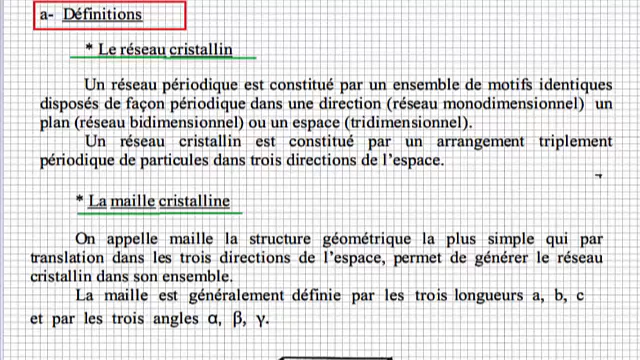 a- Définitions
* Le réseau cristallin
Un réseau périodique est constitué par un ensemble de motifs identiques
disposés de façon périodique dans une direction (réseau monodimensionnel) un
plan (réseau bidimensionnel) ou un espace (tridimensionnel).
Un réseau cristallin est constitué par un arrangement triplement
périodique de particules dans trois directions de l'espace.
* La maille cristalline
On appelle maille la structure géométrique la plus simple qui par
translation dans les trois directions de l'espace, permet de générer le réseau
cristallin dans son ensemble.
La maille est généralement définie par les trois longueurs a, b, c
et par les trois angles α, β, γ.